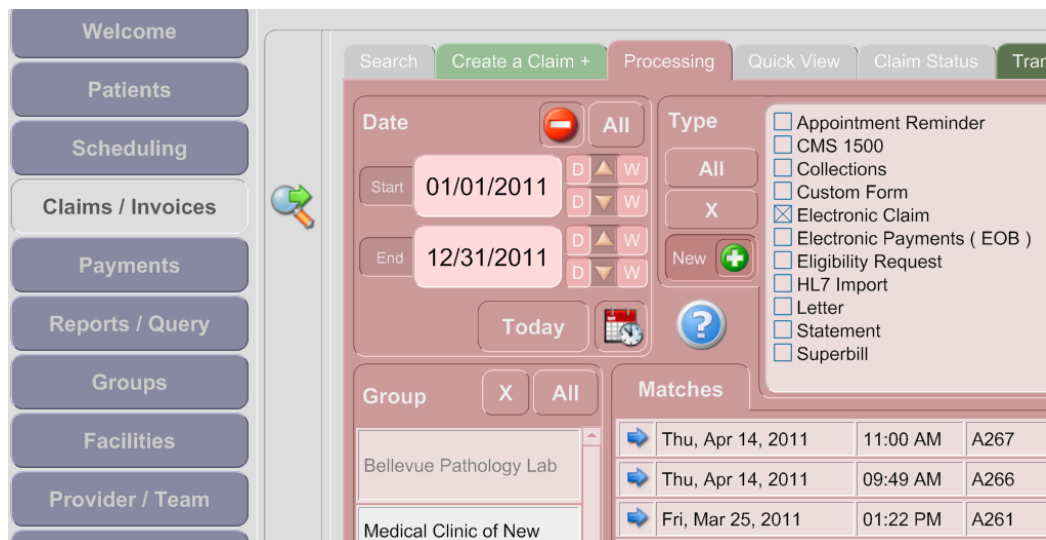 Welcome
Patients
Scheduling
Claims / Invoices
Payments
Reports / Query
Groups
Facilities
Provider / Team
Search
Create a Claim +
Processing
Quick View
Claim Status
Date
All
Start
01/01/2011
D
W
D
W
End
12/31/2011
D
W
D
W
Today
Type
All
X
New
?
Appointment Reminder
CMS 1500
Collections
Custom Form
Electronic Claim
Electronic Payments ( EOB )
Eligibility Request
HL7 Import
Letter
Statement
Superbill
Group
X
All
Bellevue Pathology Lab
Medical Clinic of New
Matches
Thu, Apr 14, 2011 11:00 AM A267
Thu, Apr 14, 2011 09:49 AM A266
Fri, Mar 25, 2011 01:22 PM A261